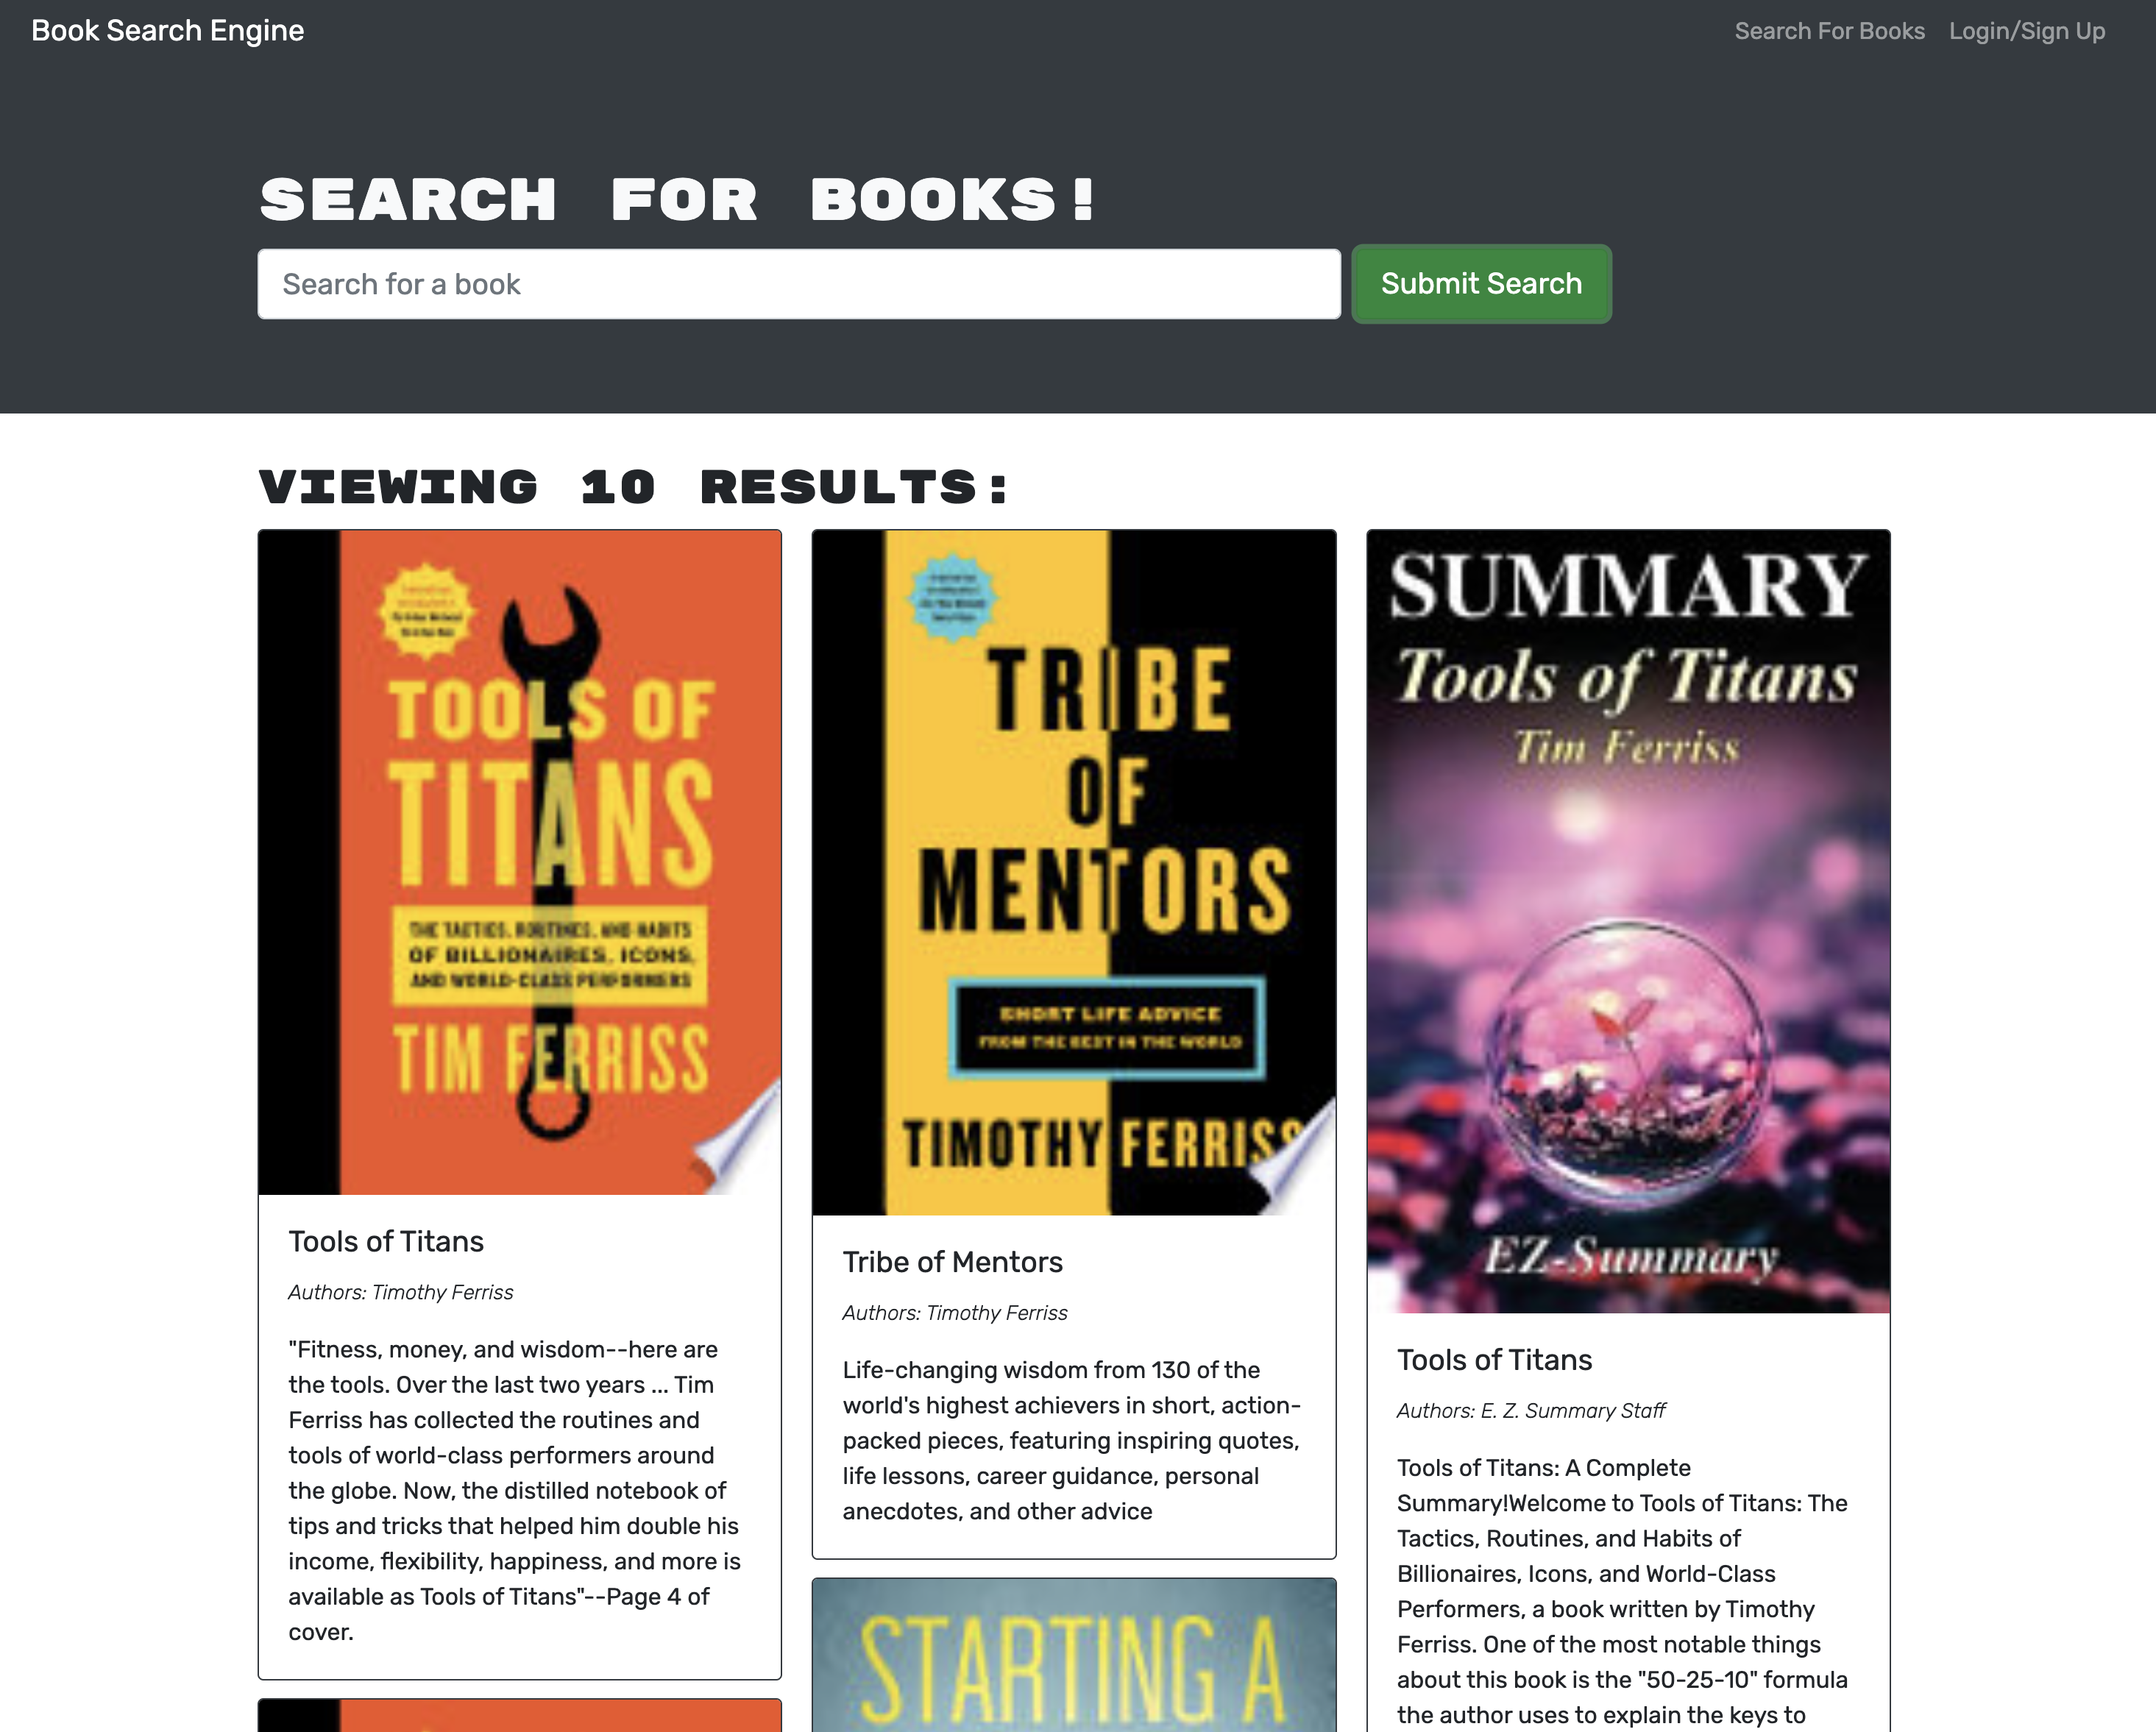 Book Search Engine
Search For Books
Login/Sign Up
SEARCH FOR BOOKS!
Search for a book
Submit Search
VIEWING 10 RESULTS:
TOOLS OF
TITANS
THE TACTICS, ROUTINES, AND HABITS
OF BILLIONAIRES, ICONS,
AND WORLD-CLASS PERFORMERS
TIM FERRISS
Tools of Titans
Authors: Timothy Ferriss
"Fitness, money, and wisdom--here are
the tools. Over the last two years ... Tim
Ferriss has collected the routines and
tools of world-class performers around
the globe. Now, the distilled notebook of
tips and tricks that helped him double his
income, flexibility, happiness, and more is
available as Tools of Titans"--Page 4 of
cover.
TRIBE
OF
MENTORS
SHORT LIFE ADVICE
FROM THE BEST IN THE WORLD
TIMOTHY FERRISS
Tribe of Mentors
Authors: Timothy Ferriss
Life-changing wisdom from 130 of the
world's highest achievers in short, action-
packed pieces, featuring inspiring quotes,
life lessons, career guidance, personal
anecdotes, and other advice
STARTING A
SUMMARY
Tools of Titans
Tim Ferriss
EZ-Summary
Tools of Titans
Authors: E. Z. Summary Staff
Tools of Titans: A Complete
Summary!Welcome to Tools of Titans: The
Tactics, Routines, and Habits of
Billionaires, Icons, and World-Class
Performers, a book written by Timothy
Ferriss. One of the most notable things
about this book is the "50-25-10" formula
the author uses to explain the keys to